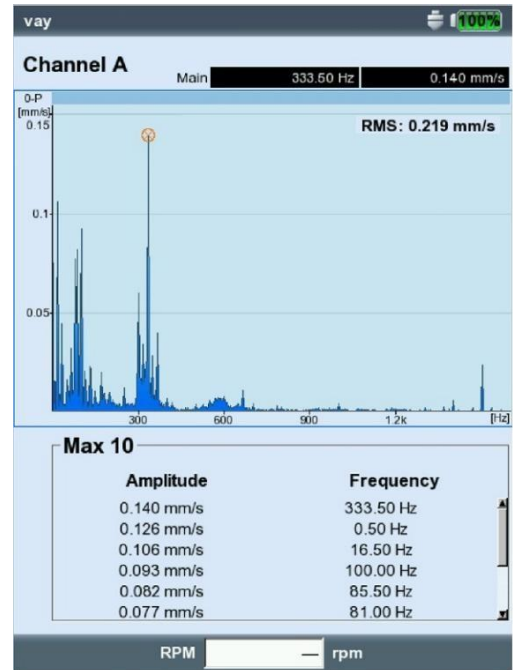 vay 100%
Channel A Main 333.50 Hz 0.140 mm/s
0-P
[mm/s]
0.15
RMS: 0.219 mm/s
0.1
0.05
300 600 900 1.2k [Hz]
Max 10
Amplitude Frequency
0.140 mm/s 333.50 Hz
0.126 mm/s 0.50 Hz
0.106 mm/s 16.50 Hz
0.093 mm/s 100.00 Hz
0.082 mm/s 85.50 Hz
0.077 mm/s 81.00 Hz
RPM — rpm